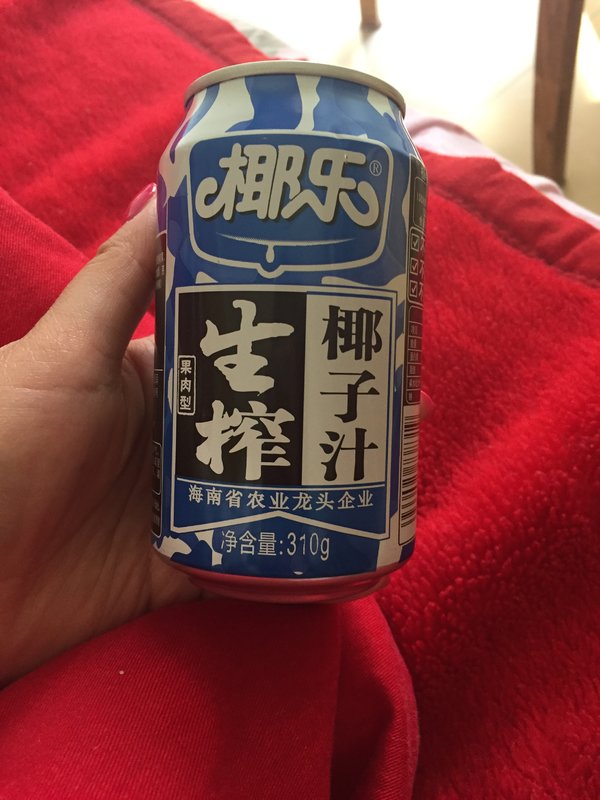 椰乐®
生榨
椰子汁
果肉型
海南省农业龙头企业
净含量:310g